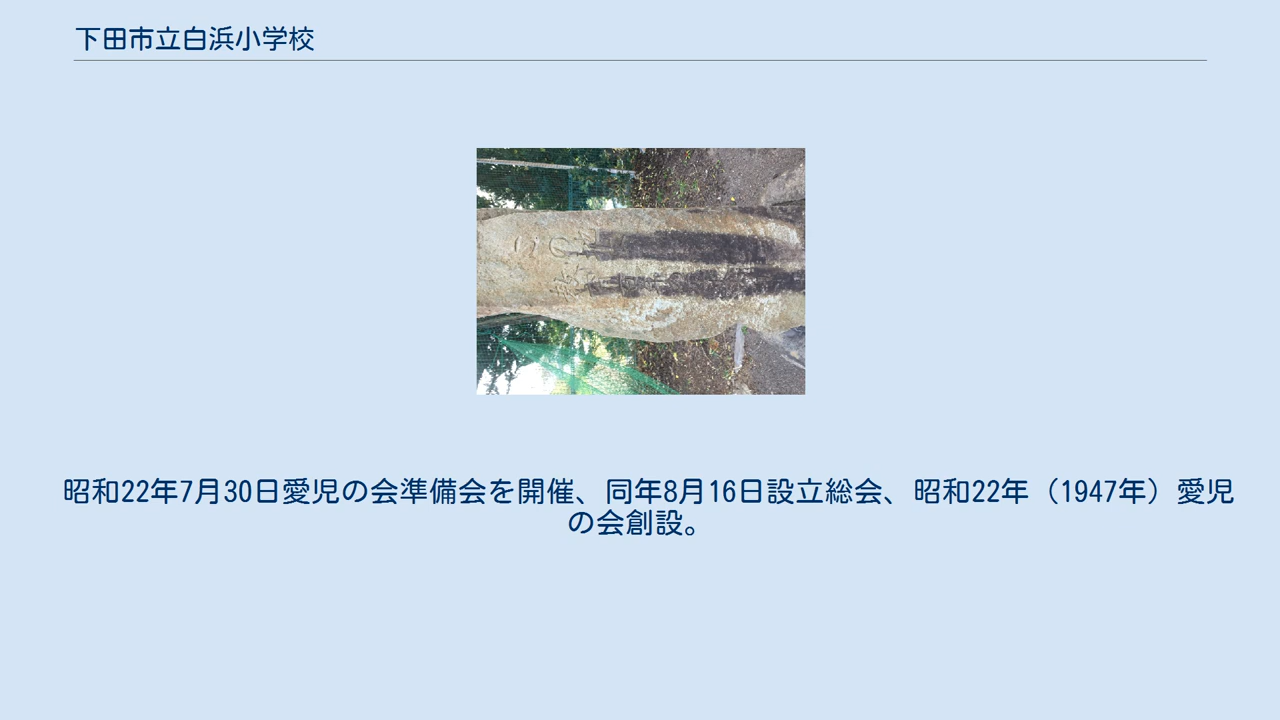 下田市立白浜小学校
昭和22年7月30日愛児の会準備会を開催、同年8月16日設立総会、昭和22年（1947年）愛児
の会創設。